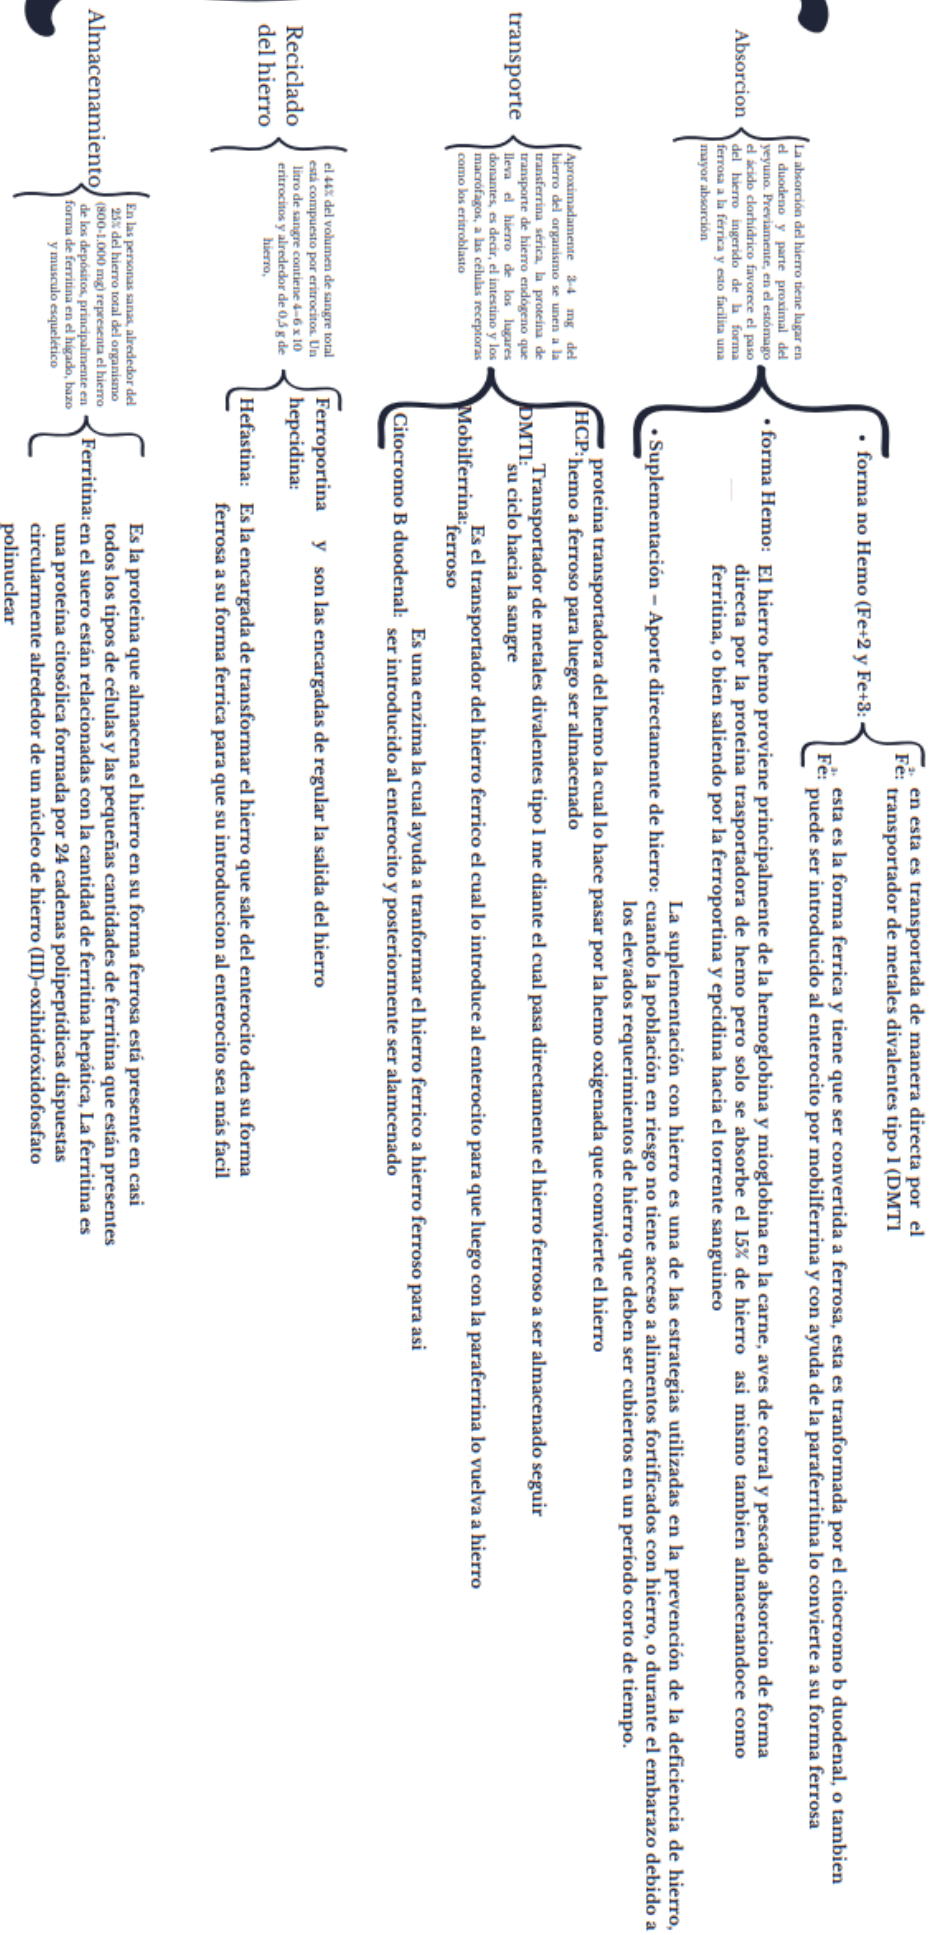 Absorcion
La absorción del hierro tiene lugar en
el duodeno y parte proximal del
yeyuno. Previamente, en el estómago
el ácido clorhídrico favorece el paso
del hierro ingerido de la forma
ferrosa a la férrica y esto facilita una
mayor absorción
• forma no Hemo (Fe+2 y Fe+3:
Fe:
en esta es transportada de manera directa por el
transportador de metales divalentes tipo 1 (DMT1
Fe:
esta es la forma ferrica y tiene que ser convertida a ferrosa, esta es tranformada por el citocromo b duodenal, o tambien
puede ser introducido al enterocito por mobilferrina y con ayuda de la paraferritina lo convierte a su forma ferrosa
• forma Hemo:
El hierro hemo proviene principalmente de la hemoglobina y mioglobina en la carne, aves de corral y pescado absorcion de forma
directa por la proteina trasportadora de hemo pero solo se absorbe el 15% de hierro asi mismo tambien almacenandoce como
ferritina, o bien saliendo por la ferroportina y epcidina hacia el torrente sanguineo
• Suplementación – Aporte directamente de hierro:
La suplementación con hierro es una de las estrategias utilizadas en la prevención de la deficiencia de hierro,
cuando la población en riesgo no tiene acceso a alimentos fortificados con hierro, o durante el embarazo debido a
los elevados requerimientos de hierro que deben ser cubiertos en un período corto de tiempo.
transporte
Aproximadamente 3-4 mg del
hierro del organismo se unen a la
transferrina sérica, la proteína de
transporte de hierro endógeno que
lleva el hierro de los lugares
donantes, es decir, el intestino y los
macrófagos, a las células receptoras
como los eritroblasto
HCP:
proteina transportadora del hemo la cual lo hace pasar por la hemo oxigenada que comvierte el hierro
hemo a ferroso para luego ser almacenado
DMT1:
Transportador de metales divalentes tipo 1 me diante el cual pasa directamente el hierro ferroso a ser almacenado seguir
su ciclo hacia la sangre
Mobilferrina:
Es el transportador del hierro ferrico el cual lo introduce al enterocito para que luego con la paraferrina lo vuelva a hierro
ferroso
Citocromo B duodenal:
Es una enzima la cual ayuda a tranformar el hierro ferrico a hierro ferroso para asi
ser introducido al enterocito y posteriormente ser alamcenado
Reciclado
del hierro
el 44% del volumen de sangre total
está compuesto por eritrocitos. Un
litro de sangre contiene 4-6 x 10
eritrocitos y alrededor de 0,5 g de
hierro,
Ferroportina y
hepcidina:
son las encargadas de regular la salida del hierro
Hefastina:
Es la encargada de transformar el hierro que sale del enterocito den su forma
ferrosa a su forma ferrica para que su introduccion al enterocito sea más facil
Almacenamiento
En las personas sanas, alrededor del
25% del hierro total del organismo
(800-1.000 mg) representa el hierro
de los depósitos, principalmente en
forma de ferritina en el hígado, bazo
y musculo esquelético
Ferritina:
Es la proteina que almacena el hierro en su forma ferrosa está presente en casi
todos los tipos de células y las pequeñas cantidades de ferritina que están presentes
en el suero están relacionadas con la cantidad de ferritina hepática, La ferritina es
una proteína citosólica formada por 24 cadenas polipeptídicas dispuestas
circularmente alrededor de un núcleo de hierro (III)-oxihidróxidofosfato
polinuclear